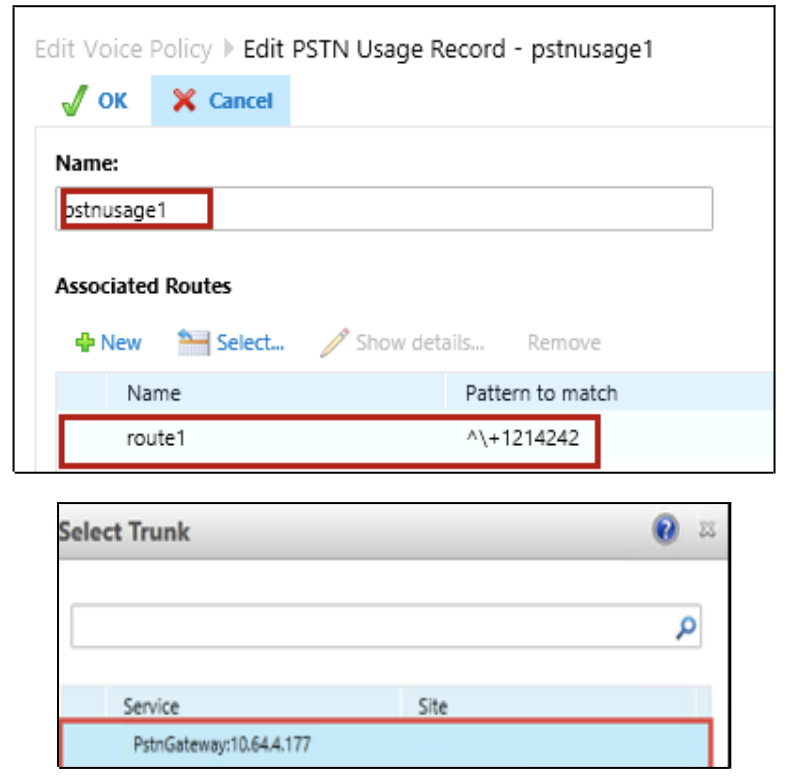 Edit Voice Policy ▶ Edit PSTN Usage Record - pstnusage1
OK Cancel
Name:
pstnusage1
Associated Routes
New Select... Show details... Remove
Name Pattern to match
route1 ^\+1214242
Select Trunk
Service Site
PstnGateway:10.64.4.177